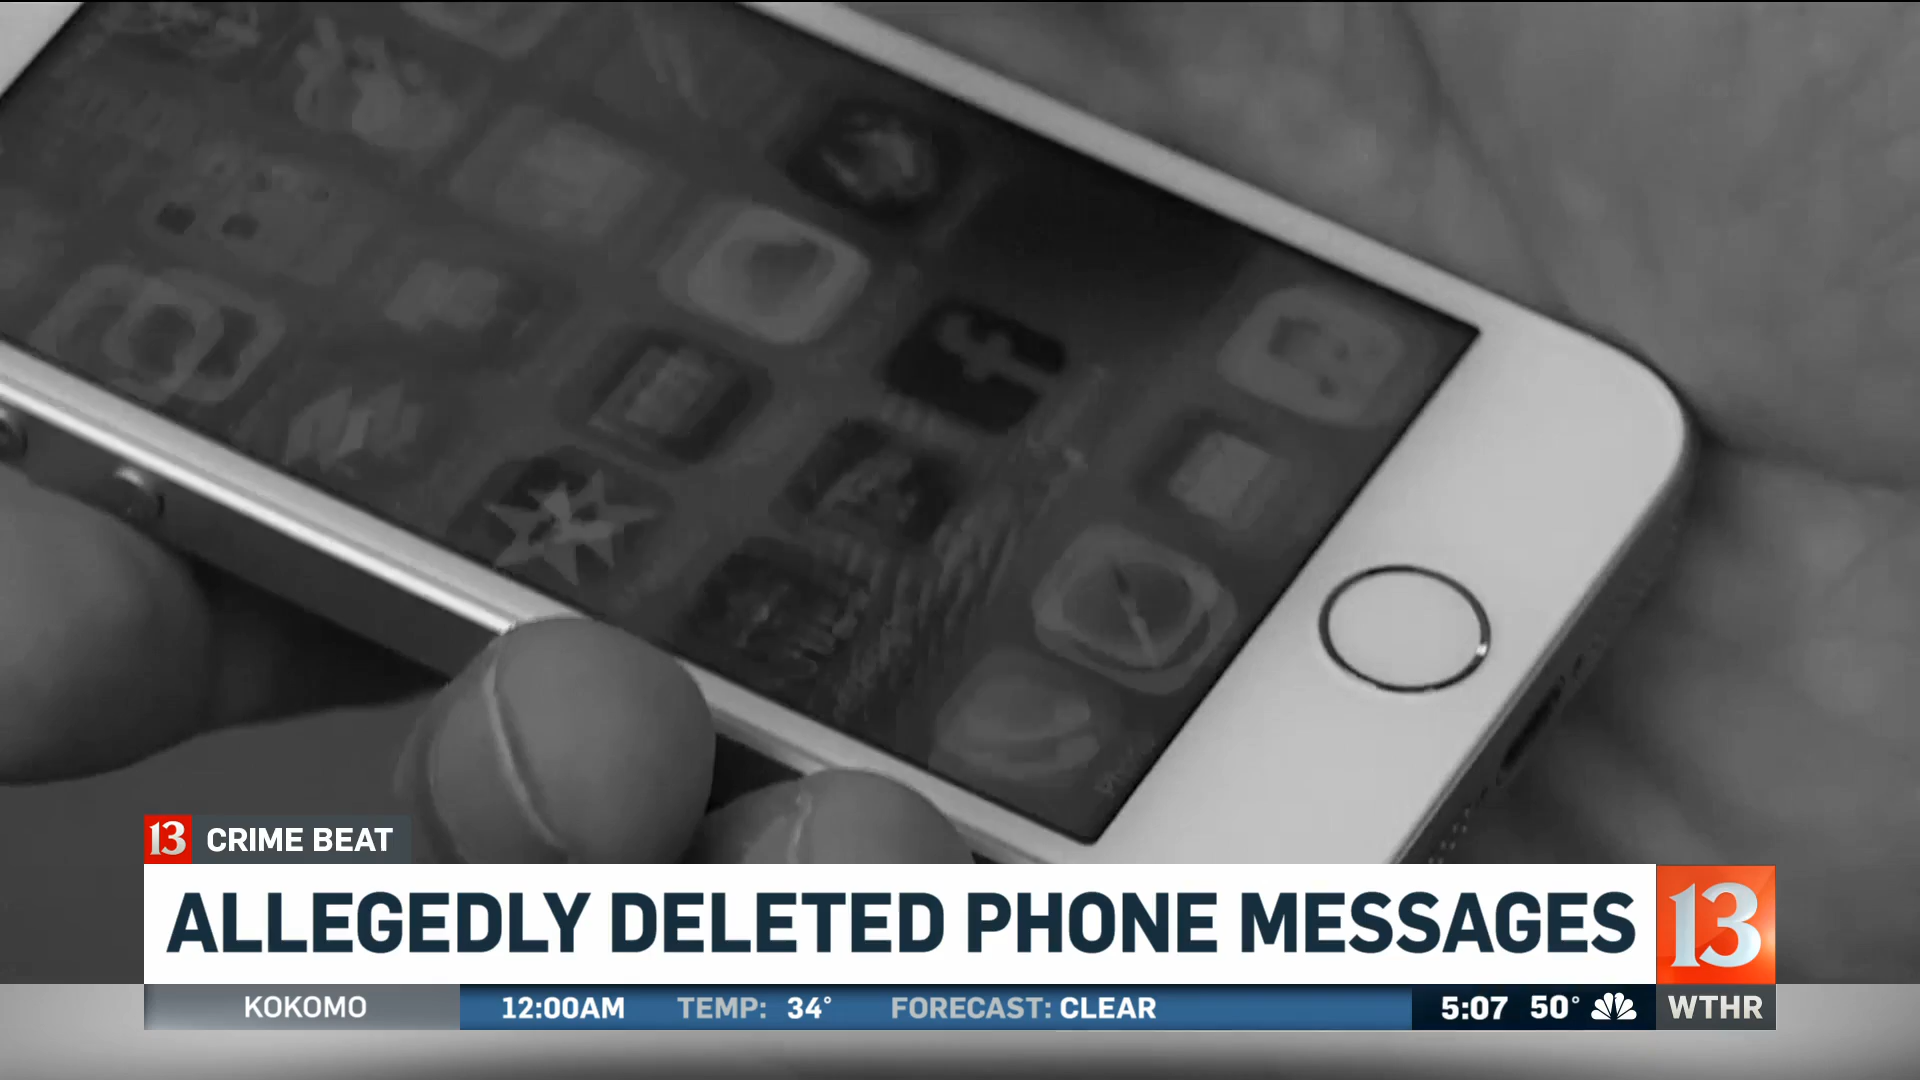 13 CRIME BEAT
ALLEGEDLY DELETED PHONE MESSAGES 13
KOKOMO 12:00AM TEMP: 34° FORECAST: CLEAR 5:07 50° WTHR